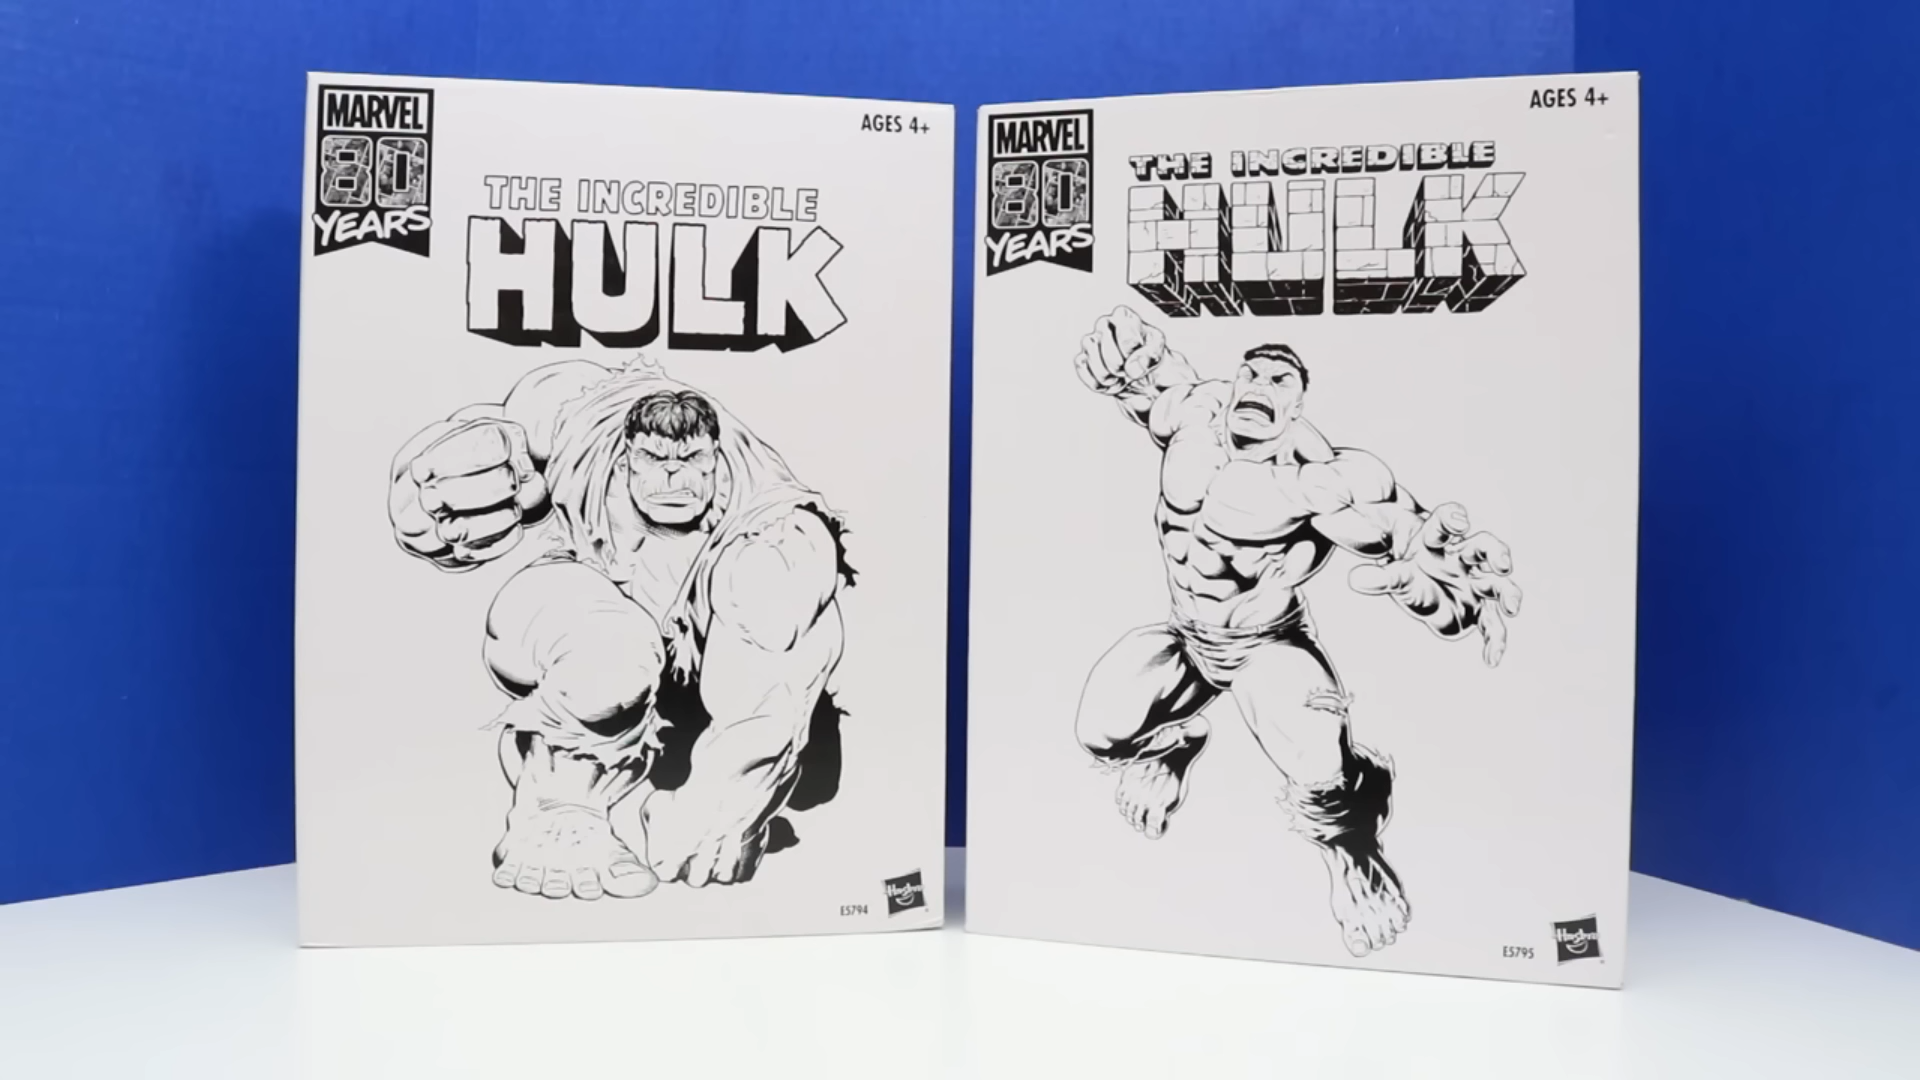 MARVEL
80
YEARS
AGES 4+
THE INCREDIBLE
HULK
E5794
Hasbro
MARVEL
80
YEARS
AGES 4+
THE INCREDIBLE
HULK
E5795
Hasbro